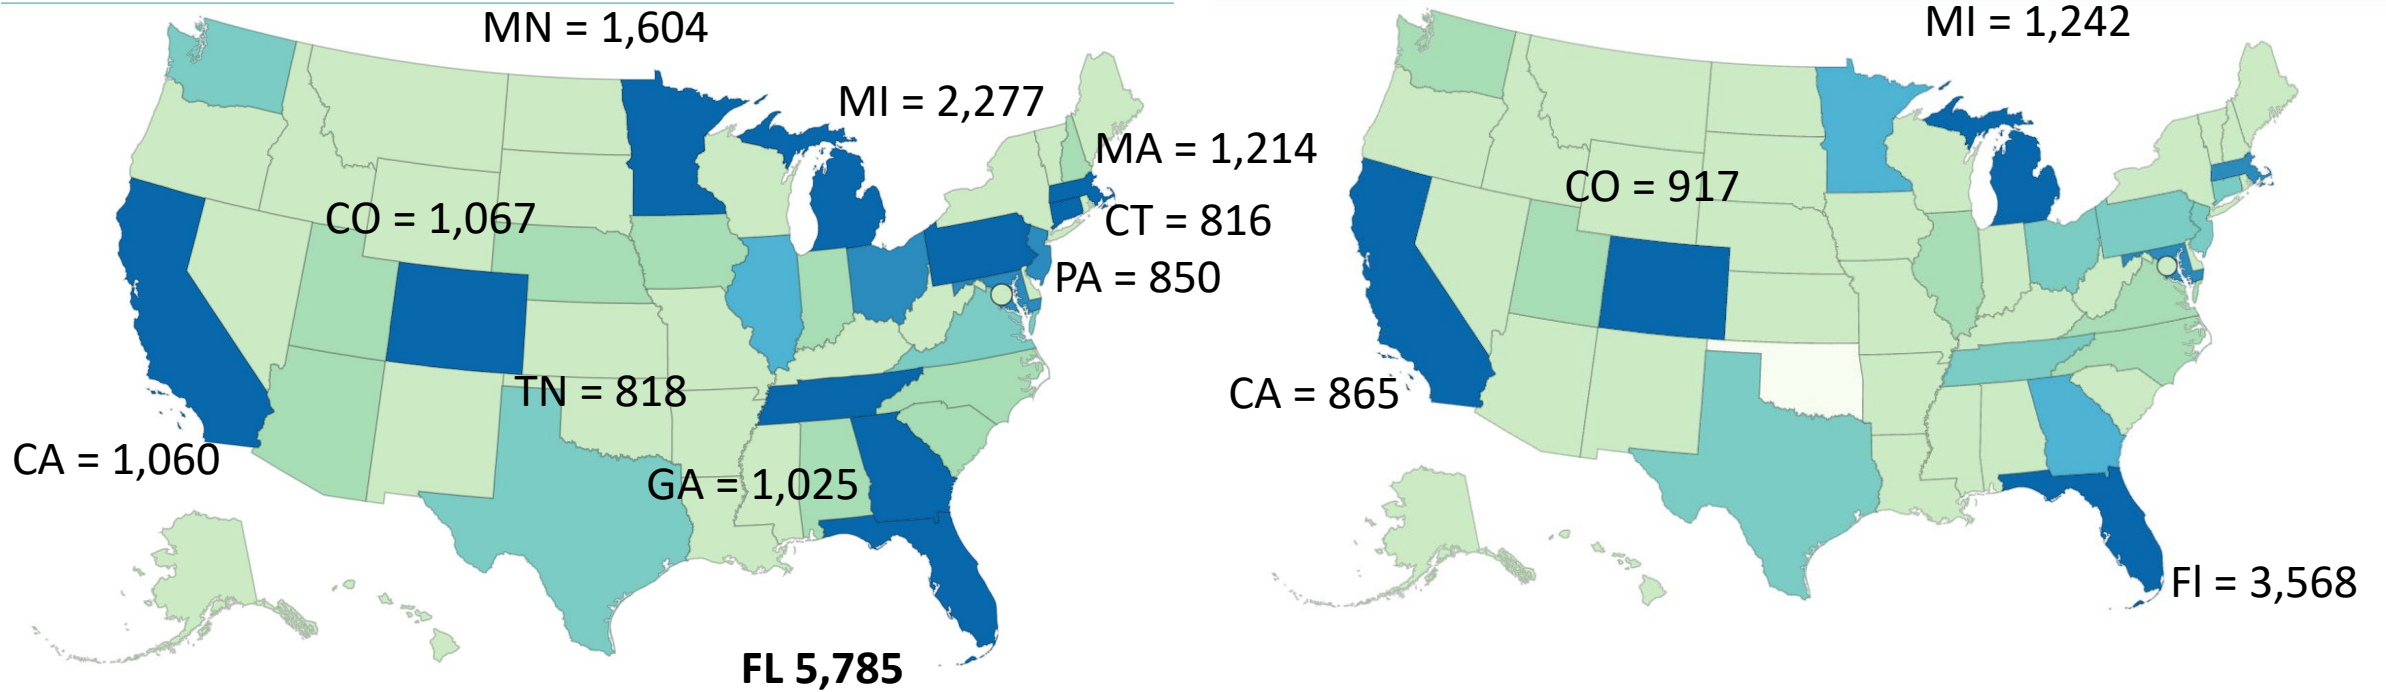 MN = 1,604
MI = 2,277
MA = 1,214
CO = 1,067
CT = 816
PA = 850
TN = 818
CA = 1,060
GA = 1,025
FL 5,785
MI = 1,242
CO = 917
CA = 865
Fl = 3,568